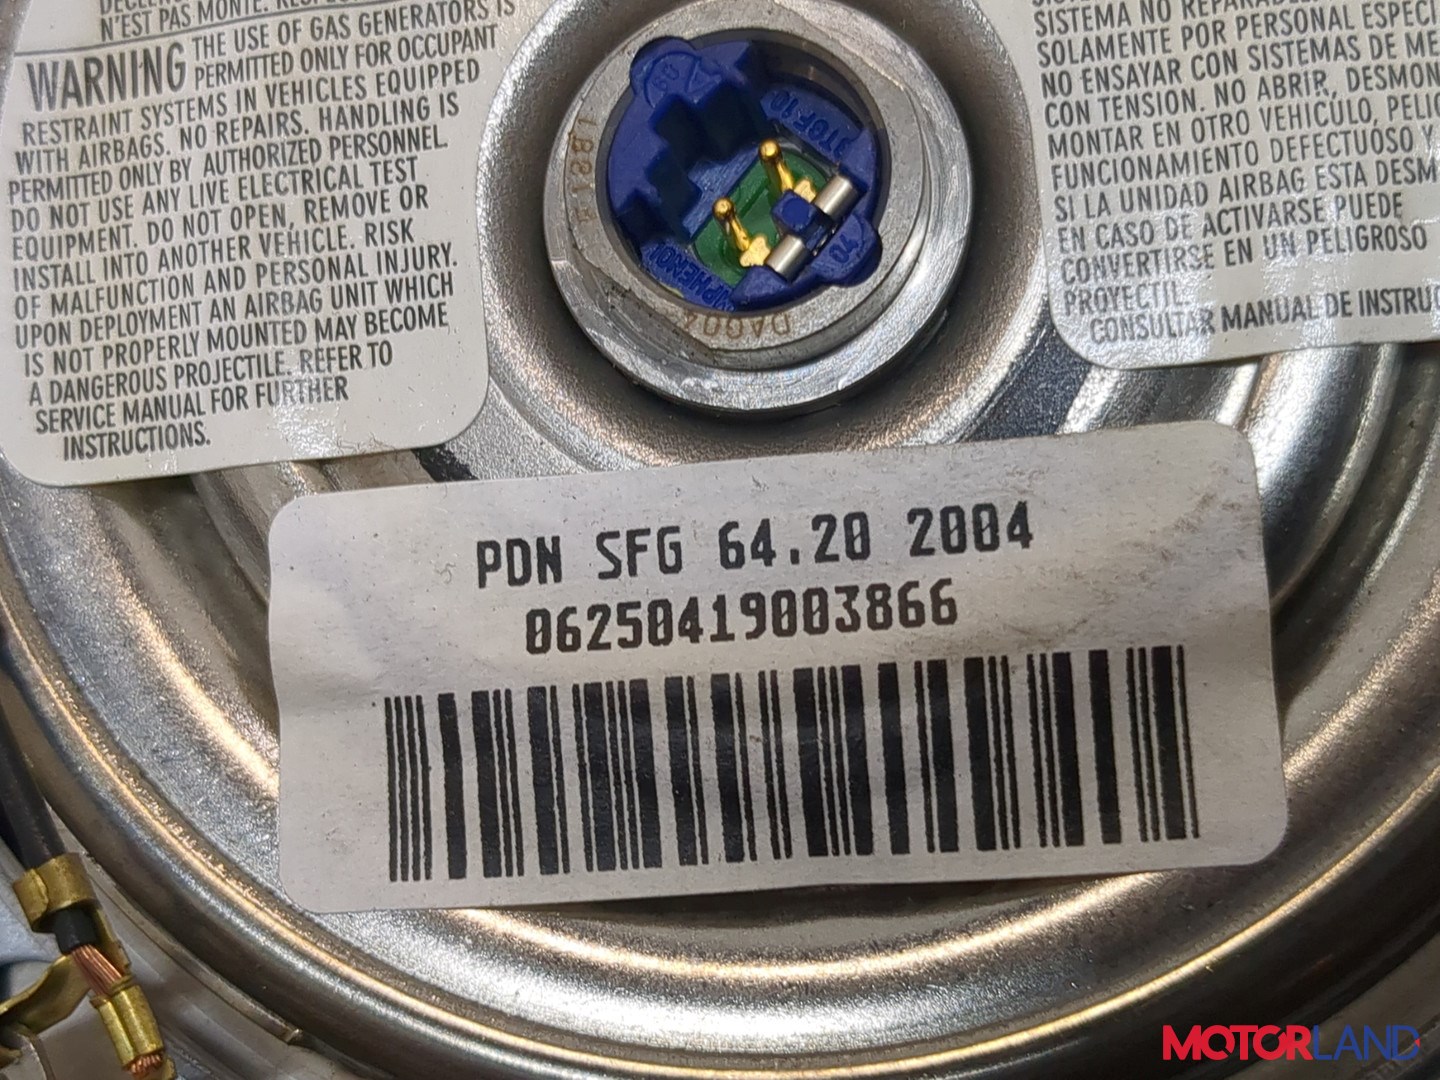 N'EST PAS MONTE.
WARNING THE USE OF GAS GENERATORS IS
PERMITTED ONLY FOR OCCUPANT
RESTRAINT SYSTEMS IN VEHICLES EQUIPPED
WITH AIRBAGS. NO REPAIRS. HANDLING IS
PERMITTED ONLY BY AUTHORIZED PERSONNEL.
DO NOT USE ANY LIVE ELECTRICAL TEST
EQUIPMENT. DO NOT OPEN, REMOVE OR
INSTALL INTO ANOTHER VEHICLE. RISK
OF MALFUNCTION AND PERSONAL INJURY.
UPON DEPLOYMENT AN AIRBAG UNIT WHICH
IS NOT PROPERLY MOUNTED MAY BECOME
A DANGEROUS PROJECTILE. REFER TO
SERVICE MANUAL FOR FURTHER
INSTRUCTIONS.
SISTEMA NO
SOLAMENTE POR PERSONAL ESPECI
NO ENSAYAR CON SISTEMAS DE ME
CON TENSION. NO ABRIR, DESMON
MONTAR EN OTRO VEHICULO, PELIG
FUNCIONAMIENTO DEFECTUOSO Y
SI LA UNIDAD AIRBAG ESTA DESM
EN CASO DE ACTIVARSE PUEDE
CONVERTIRSE EN UN PELIGROSO
PROYECTIL.
CONSULTAR MANUAL DE INSTRUC
DA004
04
PDN SFG 64.20 2004
06250419003866
MOTORLAND